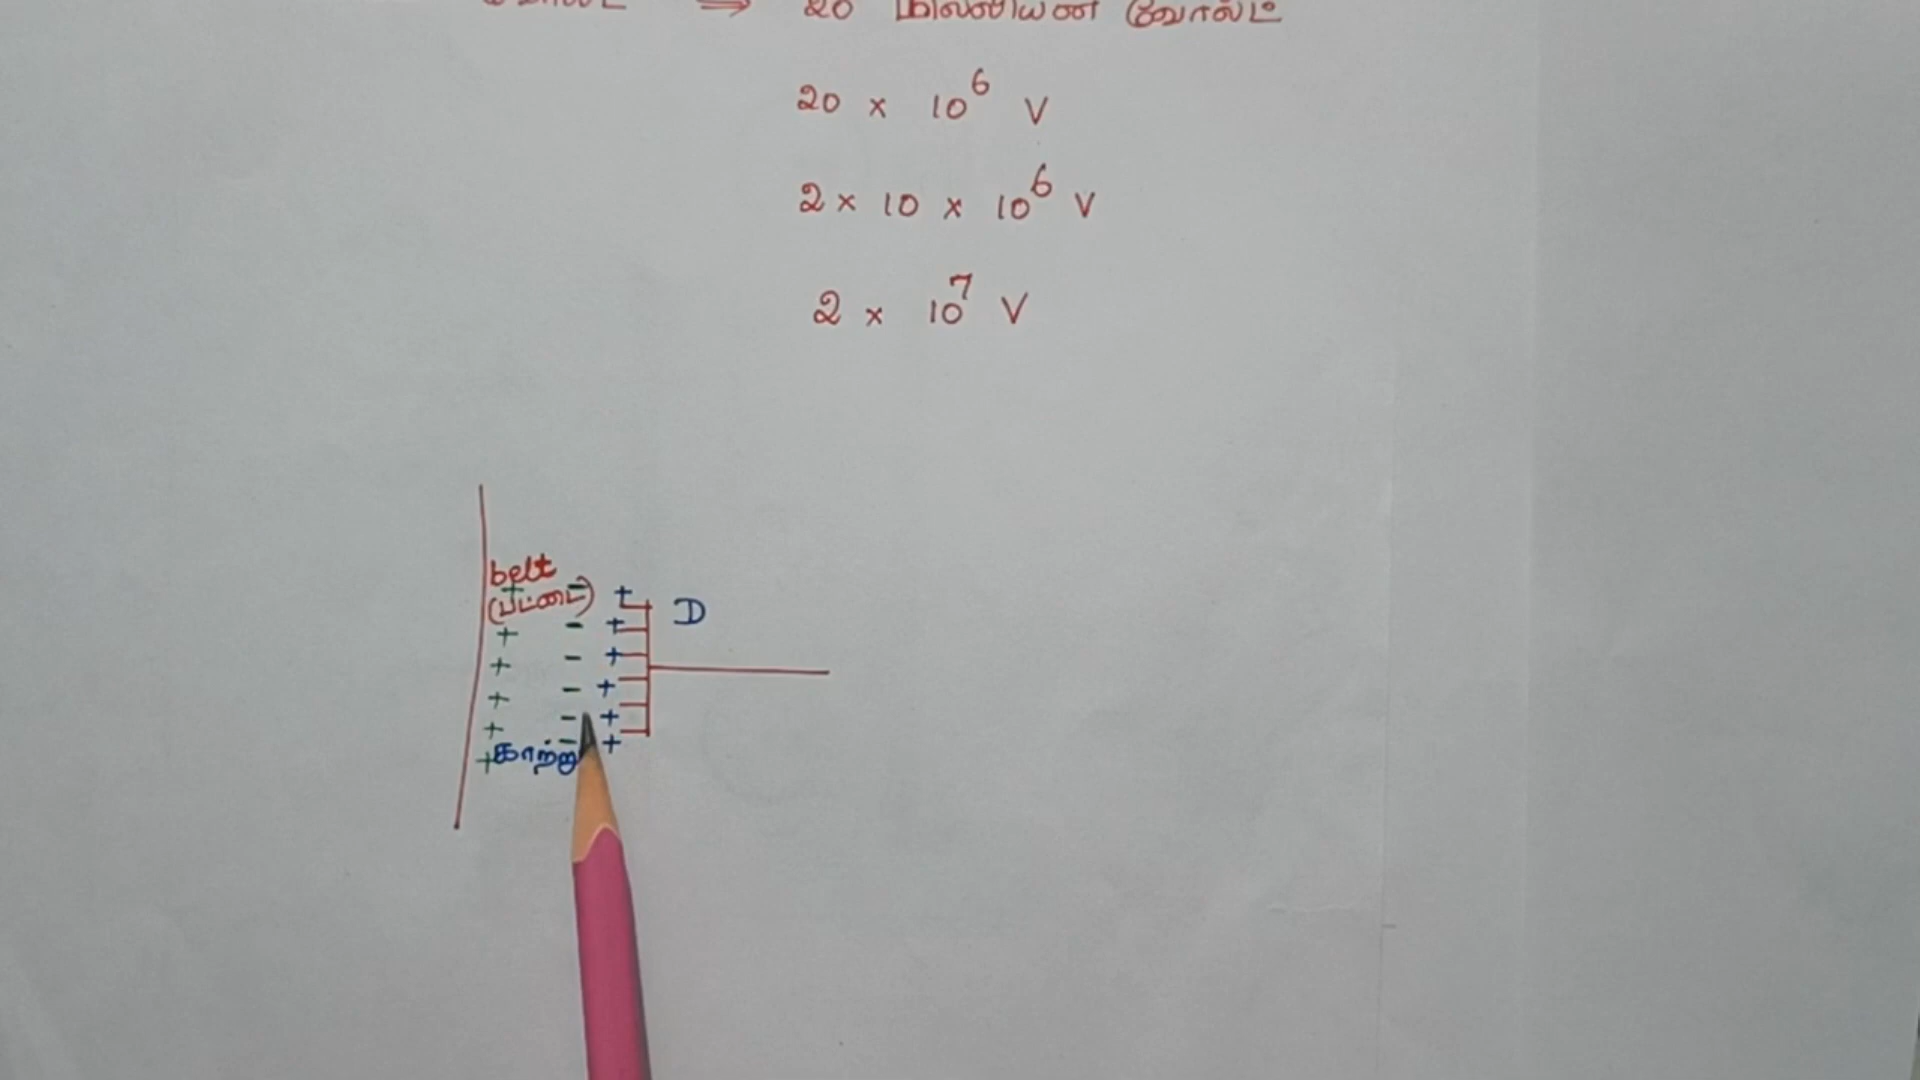 20 மில்லியன் வோல்ட்
20 × 10⁶ V
2 × 10 × 10⁶ V
2 × 10⁷ V
belt
(பட்டை)
+ - +
+ - + D
+ - +
+ - +
+ - +
+ - +
காற்று